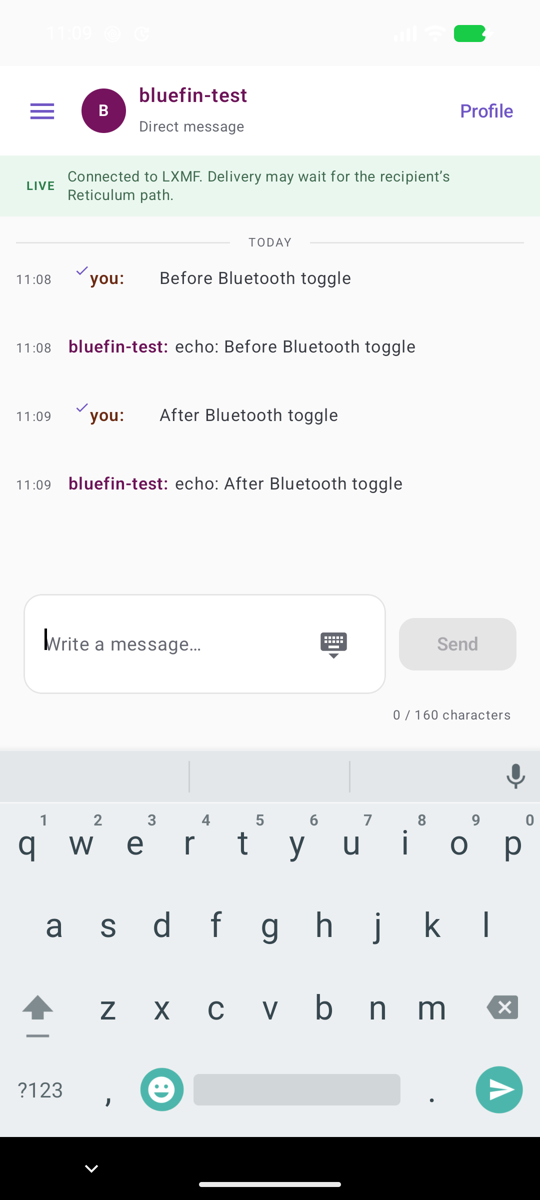 11:09
B
bluefin-test
Direct message
Profile
LIVE
Connected to LXMF. Delivery may wait for the recipient's
Reticulum path.
TODAY
11:08 you: Before Bluetooth toggle
11:08 bluefin-test: echo: Before Bluetooth toggle
11:09 you: After Bluetooth toggle
11:09 bluefin-test: echo: After Bluetooth toggle
Write a message...
Send
0 / 160 characters
1 2 3 4 5 6 7 8 9 0
q w e r t y u i o p
a s d f g h j k l
z x c v b n m
?123 , .